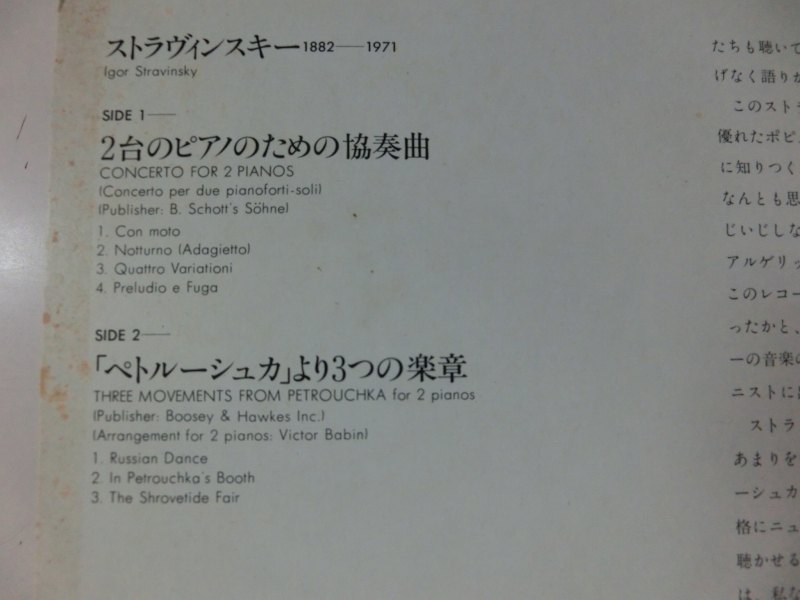 ストラヴィンスキー1882──1971
Igor Stravinsky
SIDE 1──
2台のピアノのための協奏曲
CONCERTO FOR 2 PIANOS
(Concerto per due pianoforti-soli)
(Publisher: B. Schott's Söhne)
1. Con moto
2. Notturno (Adagietto)
3. Quattro Variationi
4. Preludio e Fuga
SIDE 2──
「ペトルーシュカ」より3つの楽章
THREE MOVEMENTS FROM PETROUCHKA for 2 pianos
(Publisher: Boosey & Hawkes Inc.)
(Arrangement for 2 pianos: Victor Babin)
1. Russian Dance
2. In Petrouchka's Booth
3. The Shrovetide Fair
たちも聴いて
げなく語りか
このスト
優れたポピ
に知りつく
なんとも思
じいじしな
アルゲリッ
このレコー
ったかと、
一の音楽の
ニストに
ストラ
あまりを
ーシュカ
格にニュ
聴かせる
は、私な